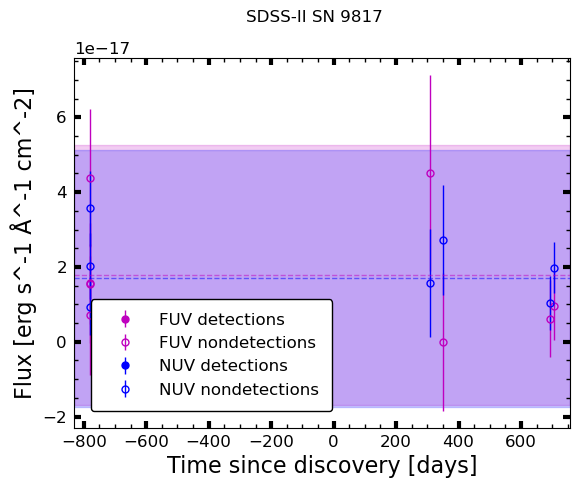 SDSS-II SN 9817
1e−17
Flux [erg s^-1 Å^-1 cm^-2]
6
4
2
0
−2
FUV detections
FUV nondetections
NUV detections
NUV nondetections
−800 −600 −400 −200 0 200 400 600
Time since discovery [days]